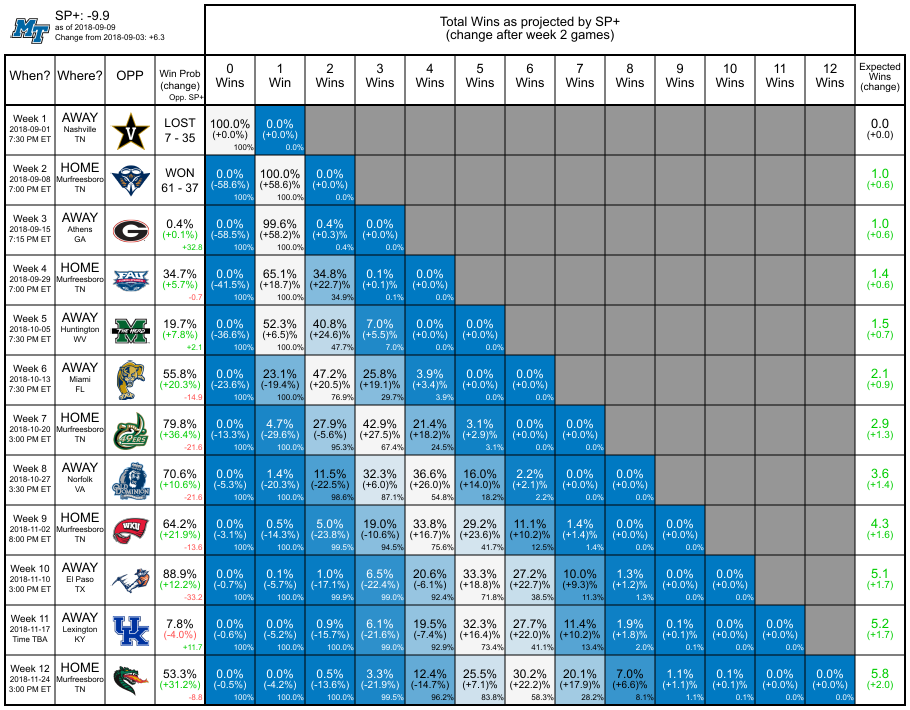 SP+: -9.9
as of 2018-09-09
Change from 2018-09-03: +6.3
Total Wins as projected by SP+
(change after week 2 games)
When? Where? OPP Win Prob (change) Opp. SP+ 0 Wins 1 Win 2 Wins 3 Wins 4 Wins 5 Wins 6 Wins 7 Wins 8 Wins 9 Wins 10 Wins 11 Wins 12 Wins Expected Wins (change)
Week 1 AWAY LOST 100.0% 0.0% 0.0
2018-09-01 Nashville 7 - 35 (+0.0%) (+0.0%) (+0.0)
7:30 PM ET TN 100% 0.0%
Week 2 HOME WON 0.0% 100.0% 0.0% 1.0
2018-09-08 Murfreesboro 61 - 37 (-58.6%) (+58.6)% (+0.0%) (+0.6)
7:00 PM ET TN 100% 100.0% 0.0%
Week 3 AWAY 0.4% 0.0% 99.6% 0.4% 0.0% 1.0
2018-09-15 Athens (+0.1%) (-58.5%) (+58.2)% (+0.3)% (+0.0)% (+0.6)
7:15 PM ET GA +32.8 100% 100.0% 0.4% 0.0%
Week 4 HOME 34.7% 0.0% 65.1% 34.8% 0.1% 0.0% 1.4
2018-09-29 Murfreesboro (+5.7%) (-41.5%) (+18.7)% (+22.7)% (+0.1)% (+0.0)% (+0.6)
7:00 PM ET TN -0.7 100% 100.0% 34.9% 0.1% 0.0%
Week 5 AWAY 19.7% 0.0% 52.3% 40.8% 7.0% 0.0% 0.0% 1.5
2018-10-05 Huntington (+7.8%) (-36.6%) (+6.5)% (+24.6)% (+5.5)% (+0.0)% (+0.0)% (+0.7)
7:30 PM ET WV +2.1 100% 100.0% 47.7% 7.0% 0.0% 0.0%
Week 6 AWAY 55.8% 0.0% 23.1% 47.2% 25.8% 3.9% 0.0% 0.0% 2.1
2018-10-13 Miami (+20.3%) (-23.6%) (-19.4%) (+20.5)% (+19.1)% (+3.4)% (+0.0)% (+0.0)% (+0.9)
7:30 PM ET FL -14.9 100% 100.0% 76.9% 29.7% 3.9% 0.0% 0.0%
Week 7 HOME 79.8% 0.0% 4.7% 27.9% 42.9% 21.4% 3.1% 0.0% 0.0% 2.9
2018-10-20 Murfreesboro (+36.4%) (-13.3%) (-29.6%) (-5.6%) (+27.5)% (+18.2)% (+2.9)% (+0.0)% (+0.0)% (+1.3)
3:00 PM ET TN -21.6 100% 100.0% 95.3% 67.4% 24.5% 3.1% 0.0% 0.0%
Week 8 AWAY 70.6% 0.0% 1.4% 11.5% 32.3% 36.6% 16.0% 2.2% 0.0% 0.0% 3.6
2018-10-27 Norfolk (+10.6%) (-5.3%) (-20.3%) (-22.5%) (+6.0)% (+26.0)% (+14.0)% (+2.1)% (+0.0)% (+0.0)% (+1.4)
3:30 PM ET VA -21.6 100% 100.0% 98.6% 87.1% 54.8% 18.2% 2.2% 0.0% 0.0%
Week 9 HOME 64.2% 0.0% 0.5% 5.0% 19.0% 33.8% 29.2% 11.1% 1.4% 0.0% 0.0% 4.3
2018-11-02 Murfreesboro (+21.9%) (-3.1%) (-14.3%) (-23.8%) (-10.6%) (+16.7)% (+23.6)% (+10.2)% (+1.4)% (+0.0)% (+0.0)% (+1.6)
8:00 PM ET TN -13.6 100% 100.0% 99.5% 94.5% 75.6% 41.7% 12.5% 1.4% 0.0% 0.0%
Week 10 AWAY 88.9% 0.0% 0.1% 1.0% 6.5% 20.6% 33.3% 27.2% 10.0% 1.3% 0.0% 0.0% 5.1
2018-11-10 El Paso (+12.2%) (-0.7%) (-5.7%) (-17.1%) (-22.4%) (-6.1%) (+18.8)% (+22.7)% (+9.3)% (+1.2)% (+0.0)% (+0.0)% (+1.7)
3:00 PM ET TX -33.2 100% 100.0% 99.9% 99.0% 92.4% 71.8% 38.5% 11.3% 1.3% 0.0% 0.0%
Week 11 AWAY 7.8% 0.0% 0.0% 0.9% 6.1% 19.5% 32.3% 27.7% 11.4% 1.9% 0.1% 0.0% 0.0% 5.2
2018-11-17 Lexington (-4.0%) (-0.6%) (-5.2%) (-15.7%) (-21.6%) (-7.4%) (+16.4)% (+22.0)% (+10.2)% (+1.8)% (+0.1)% (+0.0)% (+0.0)% (+1.7)
Time TBA KY +11.7 100% 100.0% 100.0% 99.0% 92.9% 73.4% 41.1% 13.4% 2.0% 0.1% 0.0% 0.0%
Week 12 HOME 53.3% 0.0% 0.0% 0.5% 3.3% 12.4% 25.5% 30.2% 20.1% 7.0% 1.1% 0.1% 0.0% 0.0% 5.8
2018-11-24 Murfreesboro (+31.2%) (-0.5%) (-4.2%) (-13.6%) (-21.9%) (-14.7%) (+7.1)% (+22.2)% (+17.9)% (+6.6)% (+1.1)% (+0.1)% (+0.0)% (+0.0)% (+2.0)
3:00 PM ET TN -8.8 100% 100.0% 100.0% 99.5% 96.2% 83.8% 58.3% 28.2% 8.1% 1.1% 0.1% 0.0% 0.0%